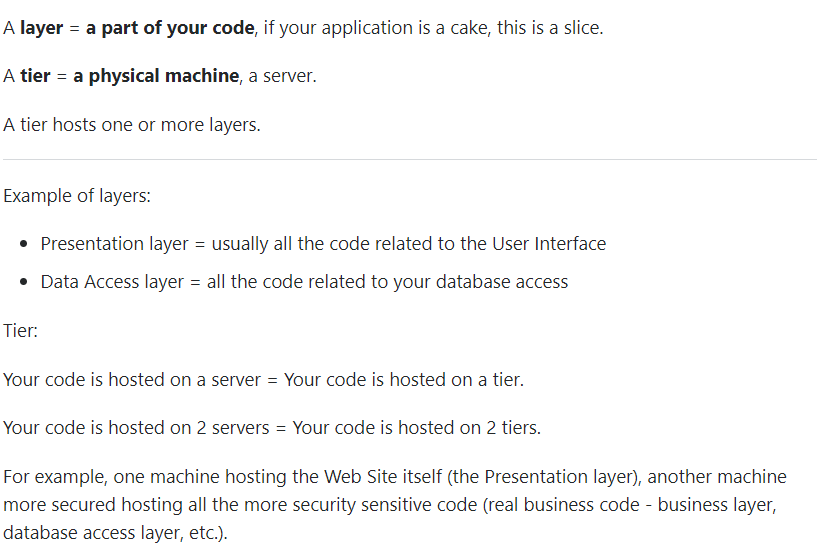 A layer = a part of your code, if your application is a cake, this is a slice.
A tier = a physical machine, a server.
A tier hosts one or more layers.
Example of layers:
• Presentation layer = usually all the code related to the User Interface
• Data Access layer = all the code related to your database access
Tier:
Your code is hosted on a server = Your code is hosted on a tier.
Your code is hosted on 2 servers = Your code is hosted on 2 tiers.
For example, one machine hosting the Web Site itself (the Presentation layer), another machine
more secured hosting all the more security sensitive code (real business code - business layer,
database access layer, etc.).